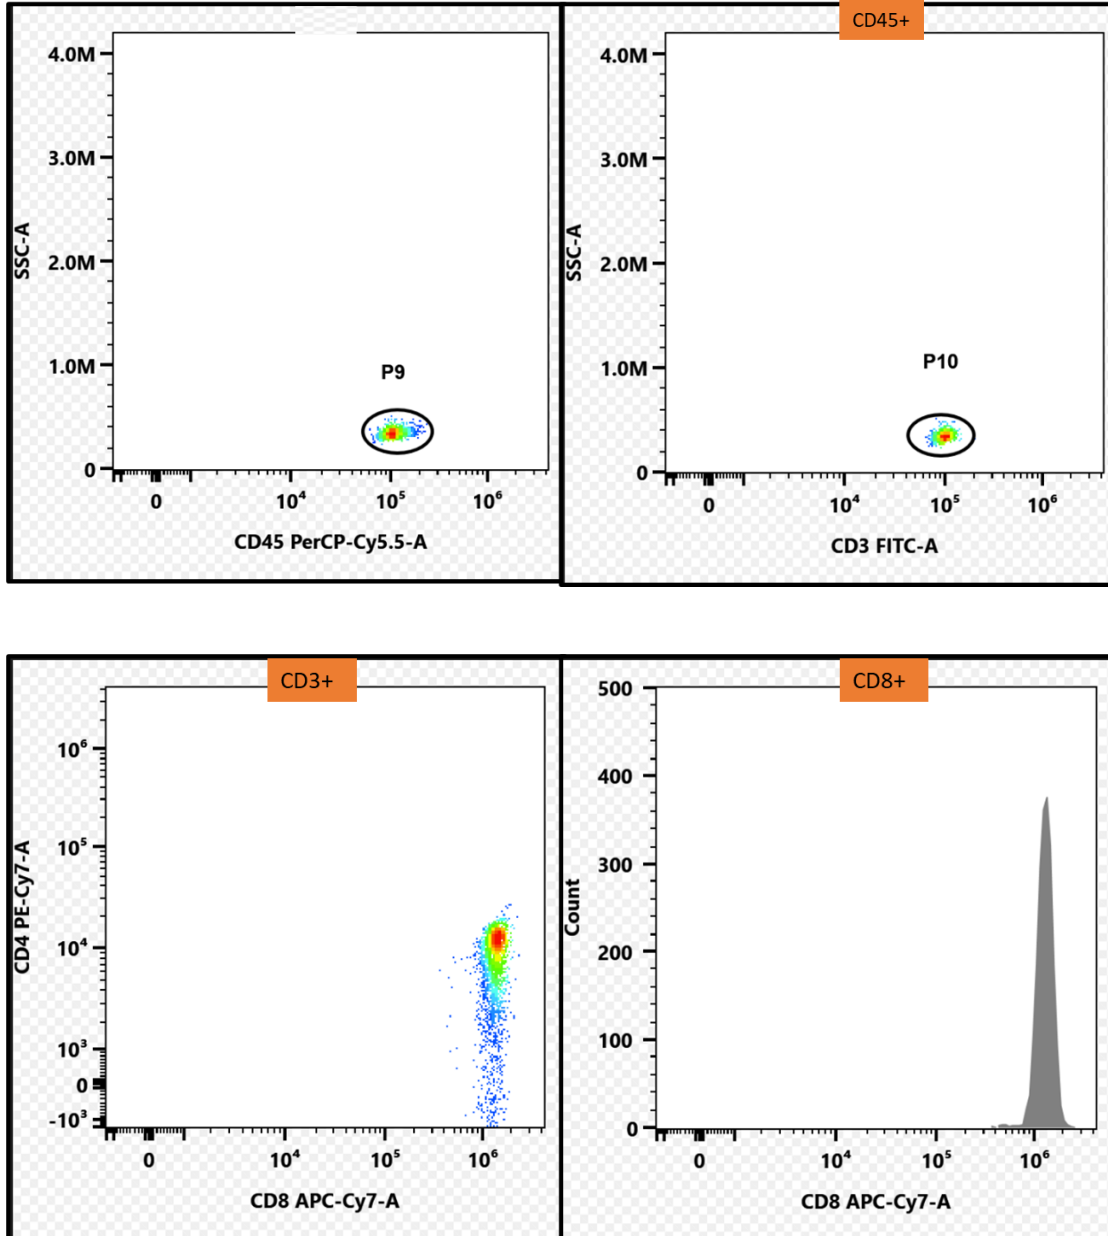 4.0M
3.0M
2.0M
1.0M
0
SSC-A
P9
0 10⁴ 10⁵ 10⁶
CD45 PerCP-Cy5.5-A
CD45+
4.0M
3.0M
2.0M
1.0M
0
SSC-A
P10
0 10⁴ 10⁵ 10⁶
CD3 FITC-A
CD3+
10⁶
10⁵
10⁴
10³
0
-10³
CD4 PE-Cy7-A
0 10⁴ 10⁵ 10⁶
CD8 APC-Cy7-A
CD8+
500
400
300
200
100
0
Count
0 10⁴ 10⁵ 10⁶
CD8 APC-Cy7-A